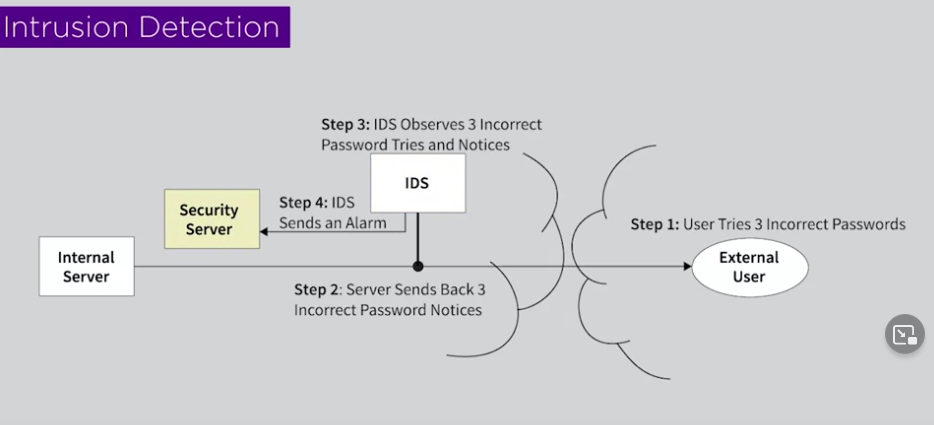 Intrusion Detection
Step 3: IDS Observes 3 Incorrect
Password Tries and Notices
IDS
Step 4: IDS
Sends an Alarm
Security
Server
Internal
Server
Step 1: User Tries 3 Incorrect Passwords
External
User
Step 2: Server Sends Back 3
Incorrect Password Notices